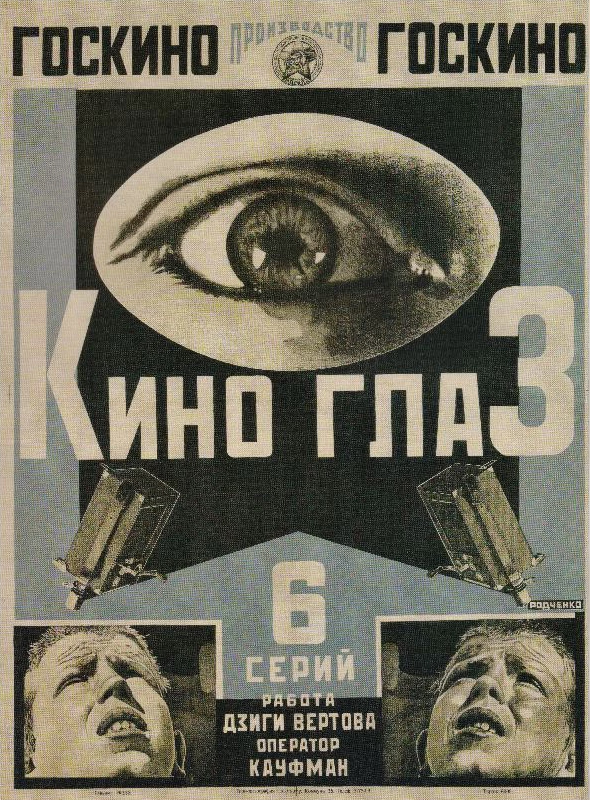 ГОСКИНО ПРОИЗВОДСТВО ГОСКИНО
КИНО ГЛАЗ
6
СЕРИЙ
РОДЧЕНКО
РАБОТА
ДЗИГИ ВЕРТОВА
ОПЕРАТОР
КАУФМАН